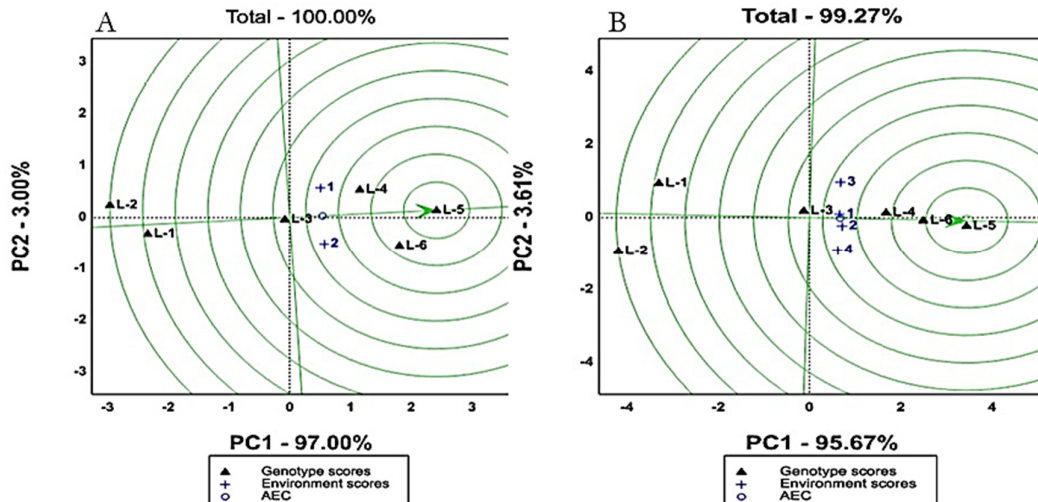 A
Total - 100.00%
PC2 - 3.00%
3
2
1
0
-1
-2
-3
L-2
L-1
L-3
1
2
L-4
L-5
L-6
-3
-2
-1
0
1
2
3
PC1 - 97.00%
Genotype scores
Environment scores
AEC
B
Total - 99.27%
PC2 - 3.61%
4
2
0
-2
-4
L-1
L-2
L-3
3
1
2
4
L-4
L-6
L-5
-4
-2
0
2
4
PC1 - 95.67%
Genotype scores
Environment scores
AEC